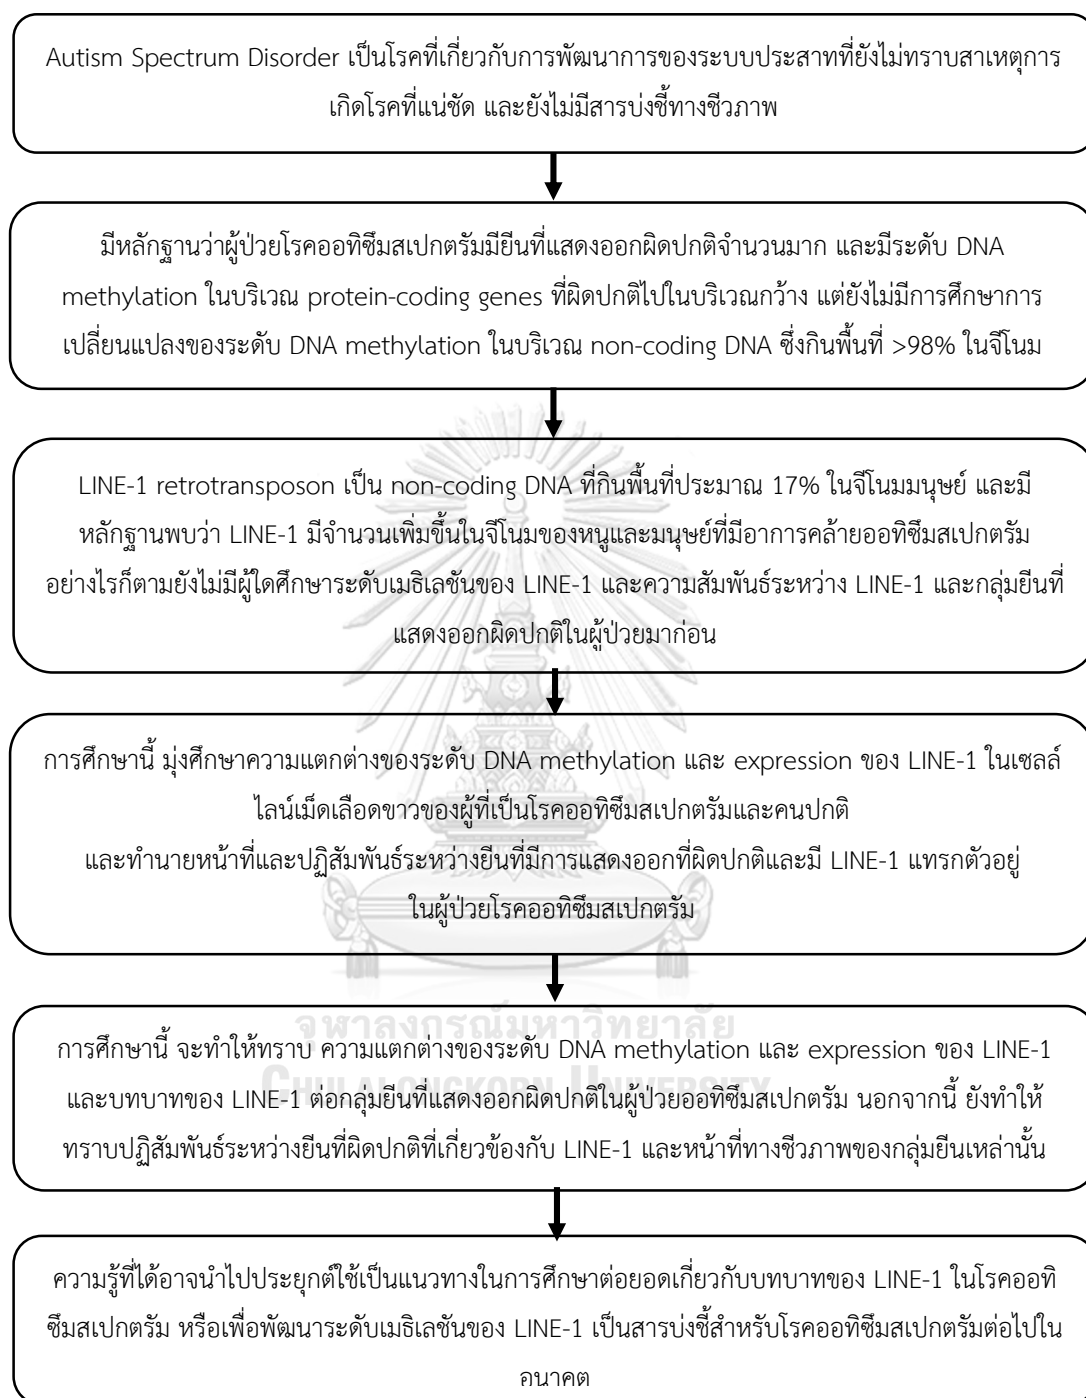 Autism Spectrum Disorder เป็นโรคที่เกี่ยวกับการพัฒนาการของระบบประสาทที่ยังไม่ทราบสาเหตุการ
เกิดโรคที่แน่ชัด และยังไม่มีสารบ่งชี้ทางชีวภาพ
มีหลักฐานว่าผู้ป่วยโรคออทิซึมสเปกตรัมมียีนที่แสดงออกผิดปกติจำนวนมาก และมีระดับ DNA
methylation ในบริเวณ protein-coding genes ที่ผิดปกติไปในบริเวณกว้าง แต่ยังไม่มีการศึกษาการ
เปลี่ยนแปลงของระดับ DNA methylation ในบริเวณ non-coding DNA ซึ่งกินพื้นที่ >98% ในจีโนม
LINE-1 retrotransposon เป็น non-coding DNA ที่กินพื้นที่ประมาณ 17% ในจีโนมมนุษย์ และมี
หลักฐานพบว่า LINE-1 มีจำนวนเพิ่มขึ้นในจีโนมของหนูและมนุษย์ที่มีอาการคล้ายออทิซึมสเปกตรัม
อย่างไรก็ตามยังไม่มีผู้ใดศึกษาระดับเมธิเลชันของ LINE-1 และความสัมพันธ์ระหว่าง LINE-1 และกลุ่มยีนที่
แสดงออกผิดปกติในผู้ป่วยมาก่อน
การศึกษานี้ มุ่งศึกษาความแตกต่างของระดับ DNA methylation และ expression ของ LINE-1 ในเซลล์
ไลน์เม็ดเลือดขาวของผู้ที่เป็นโรคออทิซึมสเปกตรัมและคนปกติ
และทำนายหน้าที่และปฏิสัมพันธ์ระหว่างยีนที่มีการแสดงออกที่ผิดปกติและมี LINE-1 แทรกตัวอยู่
ในผู้ป่วยโรคออทิซึมสเปกตรัม
จุฬาลงกรณ์มหาวิทยาลัย
การศึกษานี้ จะทำให้ทราบ ความแตกต่างของระดับ DNA methylation และ expression ของ LINE-1
CHULALONGKORN UNIVERSITY
และบทบาทของ LINE-1 ต่อกลุ่มยีนที่แสดงออกผิดปกติในผู้ป่วยออทิซึมสเปกตรัม นอกจากนี้ ยังทำให้
ทราบปฏิสัมพันธ์ระหว่างยีนที่ผิดปกติที่เกี่ยวข้องกับ LINE-1 และหน้าที่ทางชีวภาพของกลุ่มยีนเหล่านั้น
ความรู้ที่ได้อาจนำไปประยุกต์ใช้เป็นแนวทางในการศึกษาต่อยอดเกี่ยวกับบทบาทของ LINE-1 ในโรคออทิ
ซึมสเปกตรัม หรือเพื่อพัฒนาระดับเมธิเลชันของ LINE-1 เป็นสารบ่งชี้สำหรับโรคออทิซึมสเปกตรัมต่อไปใน
อนาคต